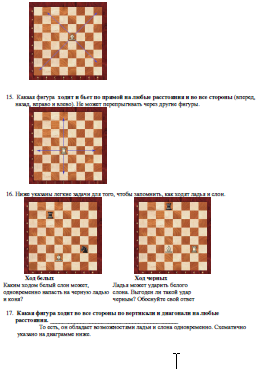 15. Какая фигура ходит и бьет по прямой на любые расстояния и во все стороны (вперед,
назад, вправо и влево). Не может перепрыгивать через другие фигуры.
16. Ниже указаны легкие задачи для того, чтобы запомнить, как ходят ладья и слон.
Ход белых
Каким ходом белый слон может,
одновременно напасть на черную ладью
и коня?
Ход черных
Ладья может ударить белого
слона. Выгоден ли такой удар
черным? Обоснуйте свой ответ
17. Какая фигура ходит во все стороны по вертикали и диагонали на любые
расстояния.
То есть, он обладает возможностями ладьи и слона одновременно. Схематично
указано на диаграмме ниже.